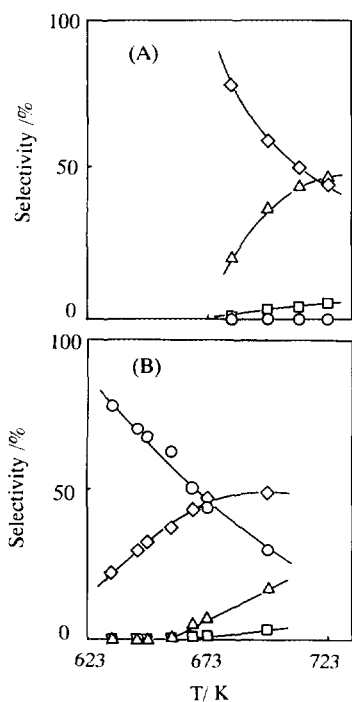 100
(A)
Selectivity /%
50
0
100
(B)
Selectivity /%
50
0
623 673 723
T/ K